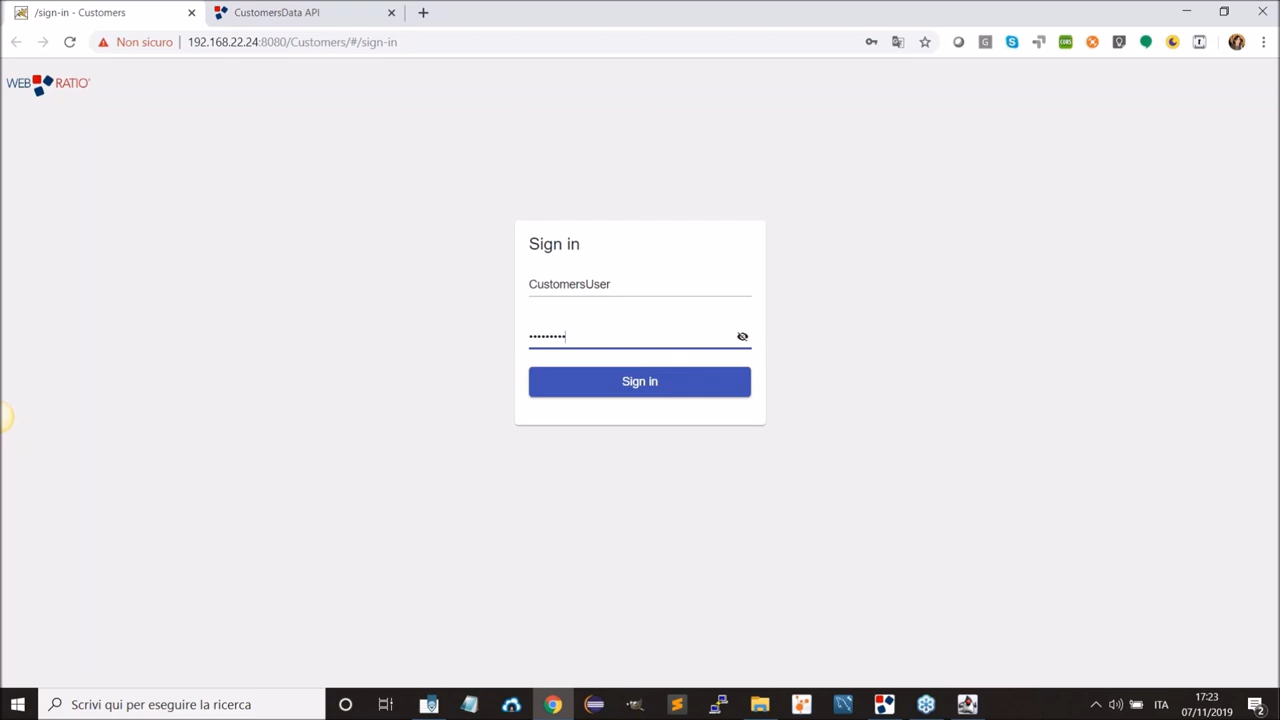 /sign-in - Customers
CustomersData API
Non sicuro
192.168.22.24:8080/Customers/#/sign-in
WEB RATIO
Sign in
CustomersUser
•••••••••
Sign in
Scrivi qui per eseguire la ricerca
ITA
17:23
07/11/2019
2